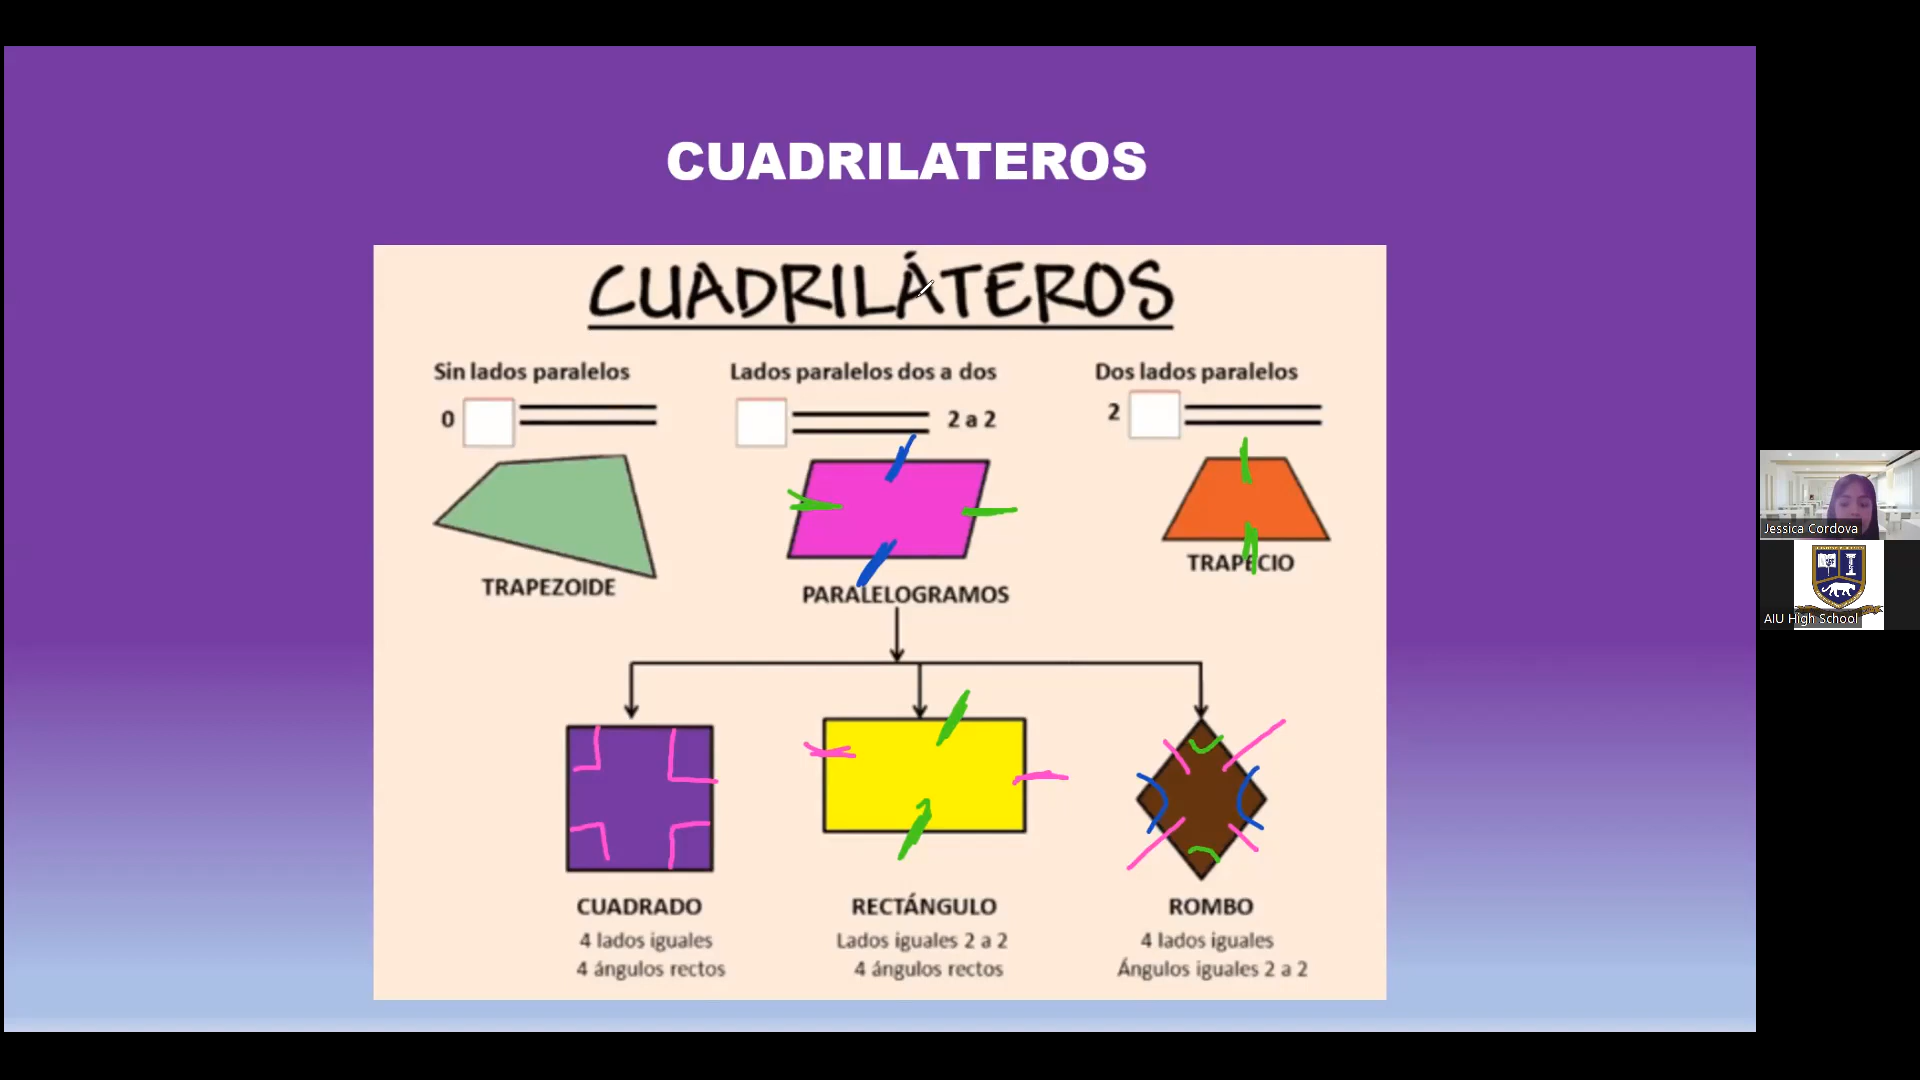 CUADRILATEROS
CUADRILÁTEROS
Sin lados paralelos
0
TRAPEZOIDE
Lados paralelos dos a dos
2 a 2
PARALELOGRAMOS
Dos lados paralelos
2
TRAPECIO
CUADRADO
4 lados iguales
4 ángulos rectos
RECTÁNGULO
Lados iguales 2 a 2
4 ángulos rectos
ROMBO
4 lados iguales
Ángulos iguales 2 a 2
Jessica Cordova
AIU High School